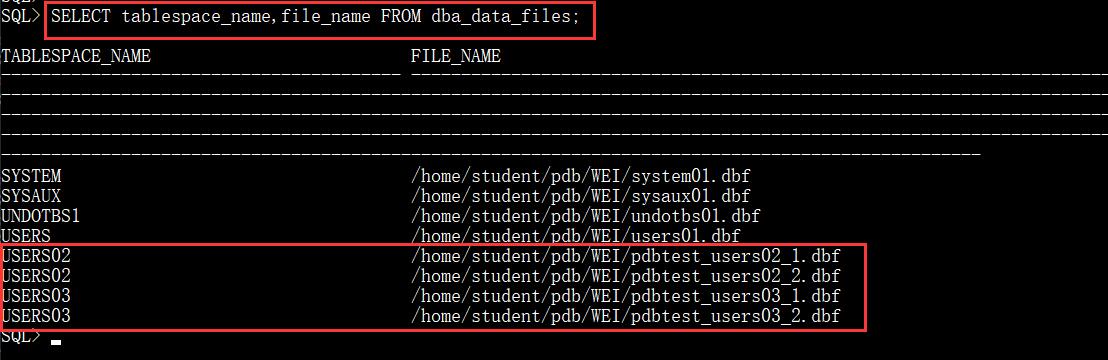 SQL>
SQL> SELECT tablespace_name,file_name FROM dba_data_files;
TABLESPACE_NAME FILE_NAME
---------------------------------------- --------------------------------------------------------------------------------
SYSTEM /home/student/pdb/WEI/system01.dbf
SYSAUX /home/student/pdb/WEI/sysaux01.dbf
UNDOTBS1 /home/student/pdb/WEI/undotbs01.dbf
USERS /home/student/pdb/WEI/users01.dbf
USERS02 /home/student/pdb/WEI/pdbtest_users02_1.dbf
USERS02 /home/student/pdb/WEI/pdbtest_users02_2.dbf
USERS03 /home/student/pdb/WEI/pdbtest_users03_1.dbf
USERS03 /home/student/pdb/WEI/pdbtest_users03_2.dbf
SQL>